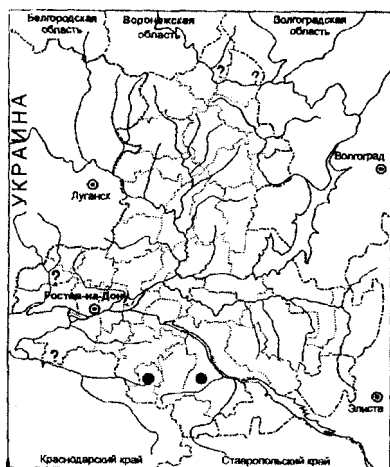 Белгородская Воронежская Волгоградская
область область область
? ?
УКРАИНА
Волгоград
Луганск
?
Ростов-на-Дону
?
Элиста
Краснодарский край Ставропольский край